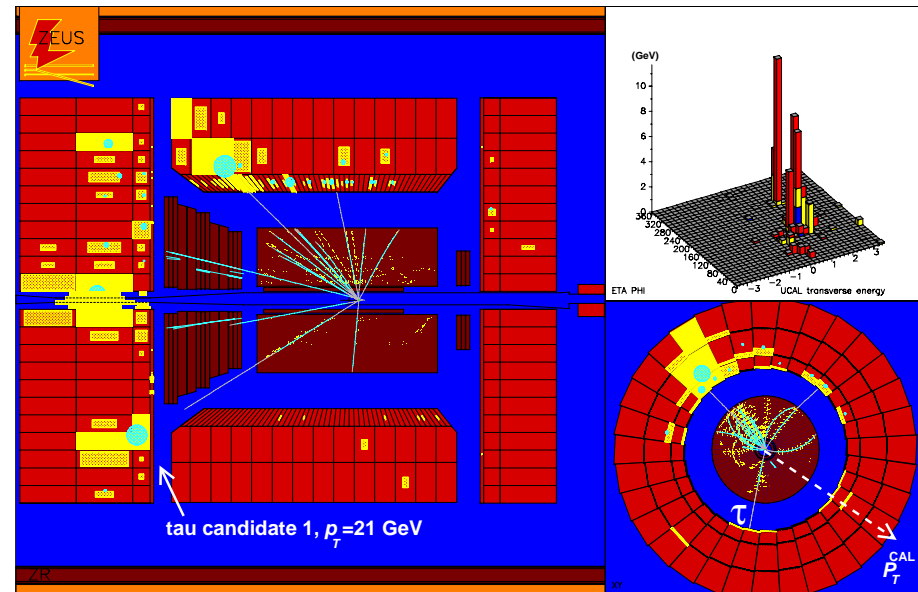 ZEUS
tau candidate 1, p_T=21 GeV
ZR
(GeV)
10
8
6
4
2
0
360
320
280
240
200
160
120
80
40
0
-3
-2
-1
0
1
2
3
ETA PHI
UCAL transverse energy
τ
P_T^CAL
XY